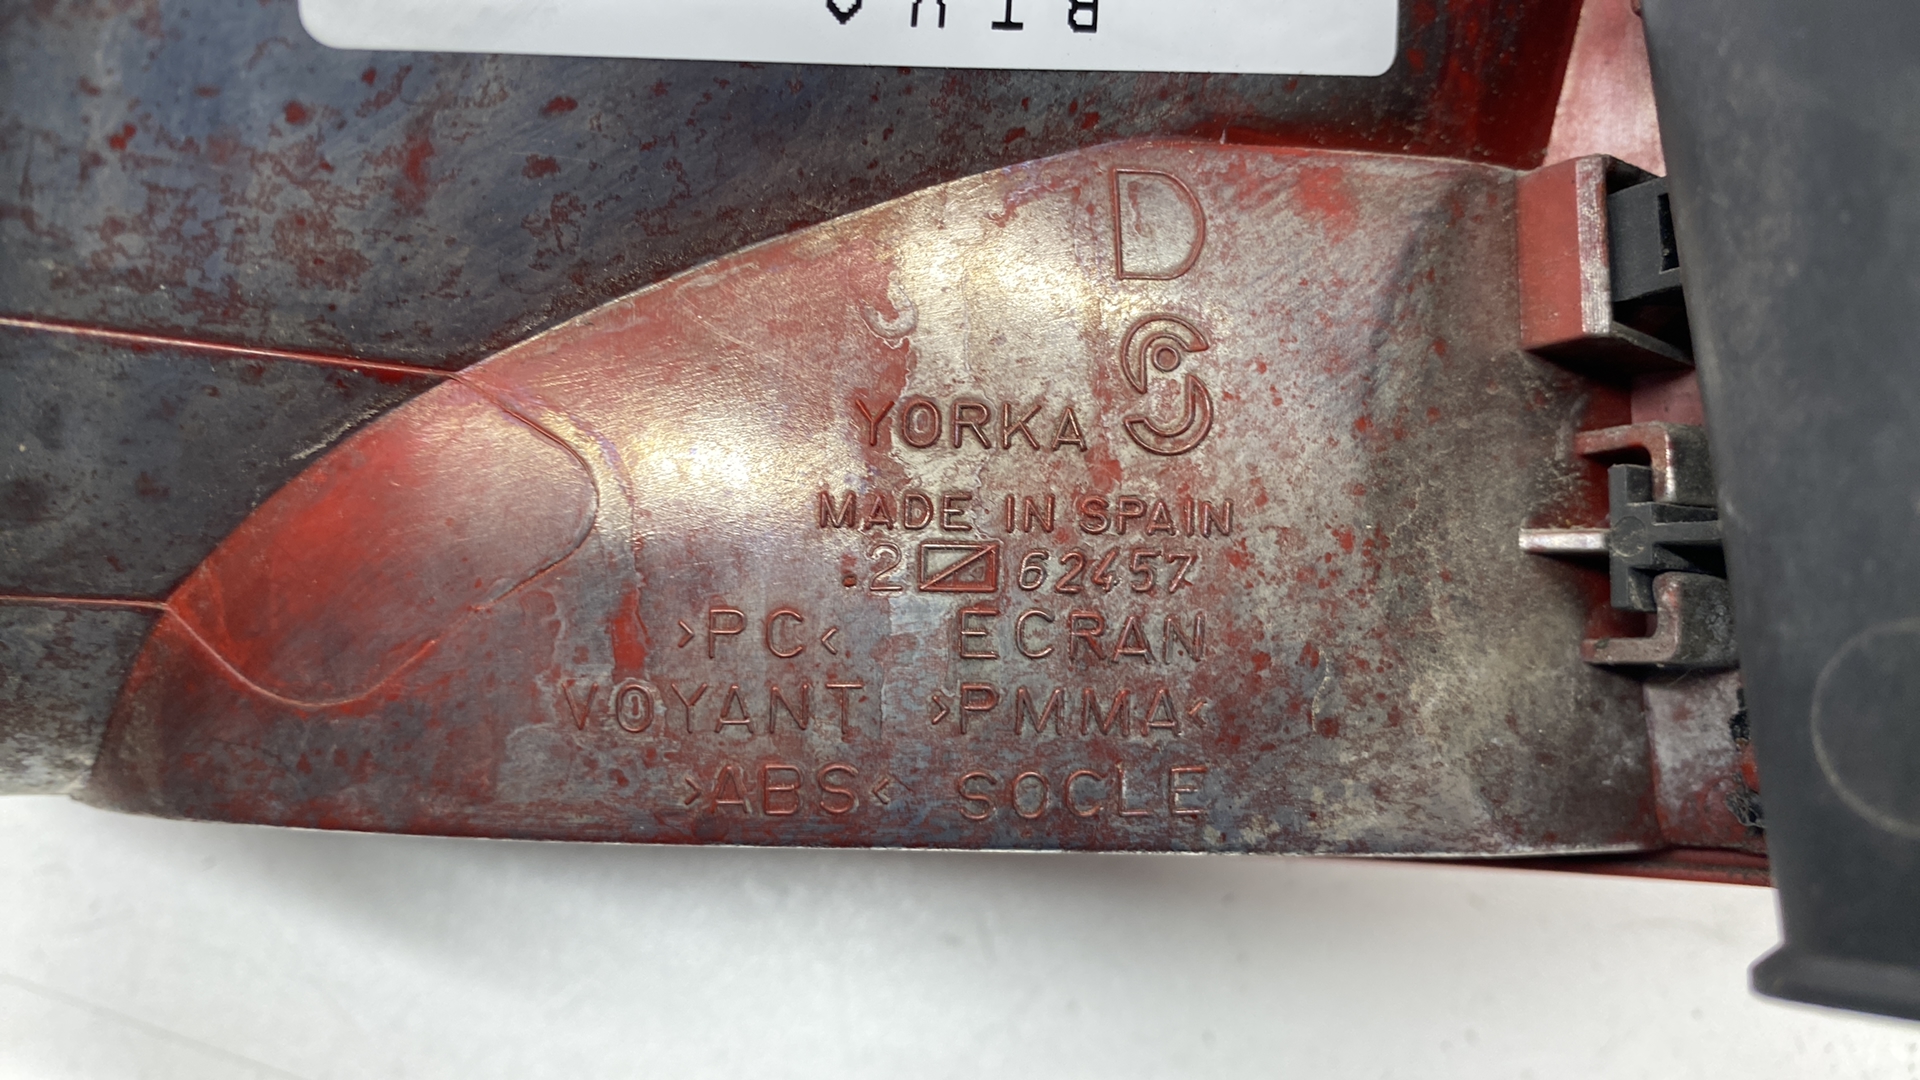 D
YORKA
MADE IN SPAIN
.2 62457
>PC< ECRAN
VOYANT >PMMA<
>ABS< SOCLE